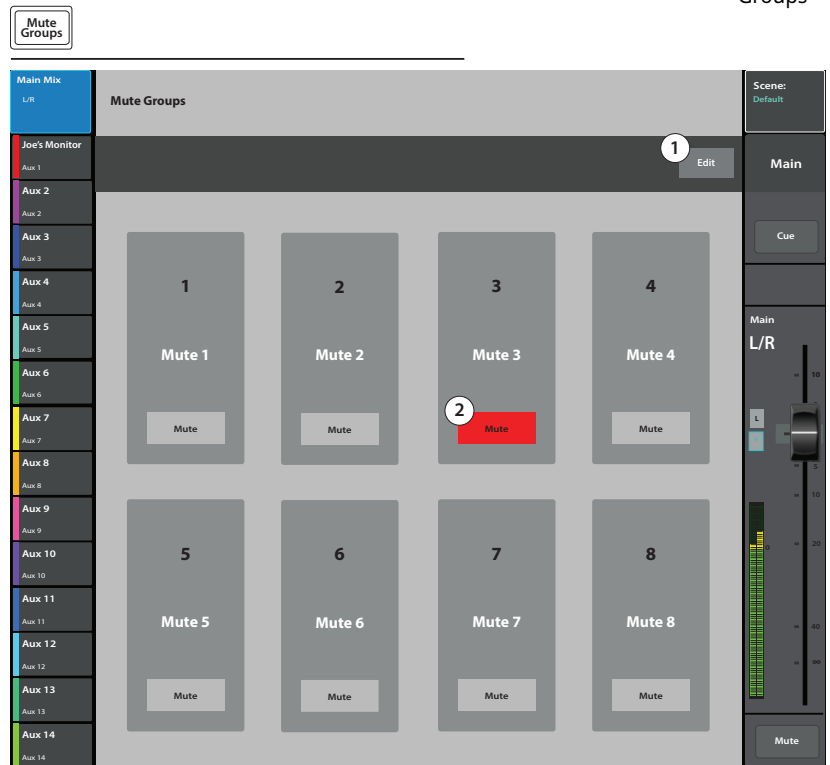 Groups
Mute
Groups
Main Mix
L/R
Mute Groups
Scene:
Default
Joe's Monitor
Aux 1
1
Edit
Main
Aux 2
Aux 2
Aux 3
Aux 3
Cue
Aux 4
Aux 4
Aux 5
Aux 5
Aux 6
Aux 6
Aux 7
Aux 7
Aux 8
Aux 8
Aux 9
Aux 9
Aux 10
Aux 10
Aux 11
Aux 11
Aux 12
Aux 12
Aux 13
Aux 13
Aux 14
Aux 14
1
Mute 1
Mute
2
Mute 2
Mute
3
Mute 3
2
Mute
4
Mute 4
Mute
5
Mute 5
Mute
6
Mute 6
Mute
7
Mute 7
Mute
8
Mute 8
Mute
Main
L/R
10
L
5
10
20
40
∞
Mute